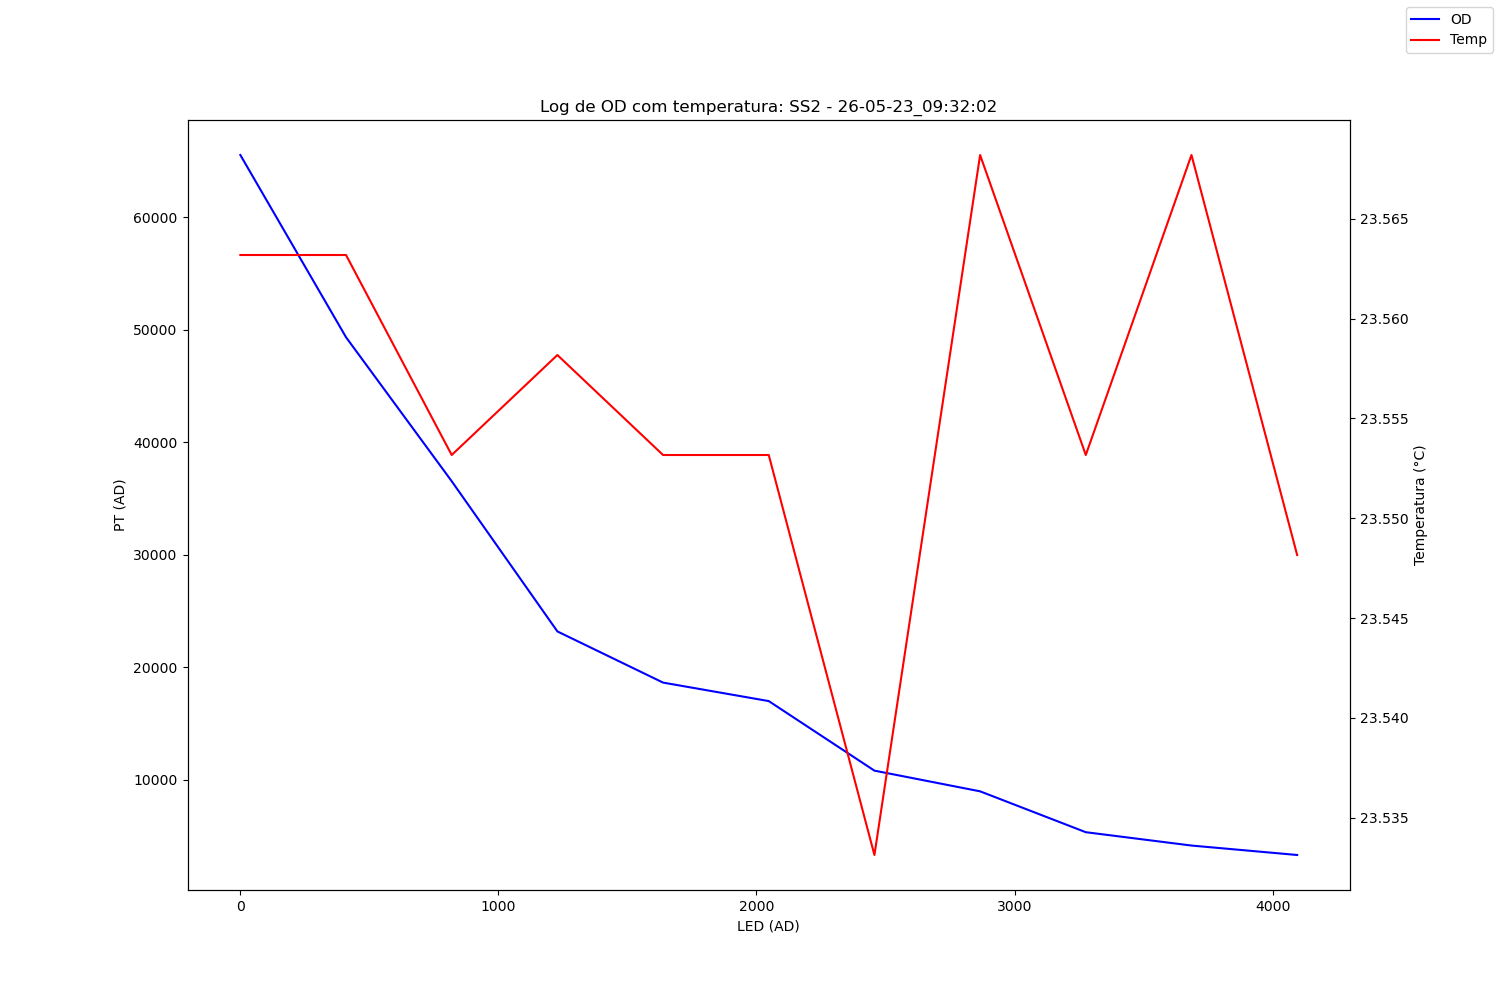 OD
Temp
Log de OD com temperatura: SS2 - 26-05-23_09:32:02
60000
50000
40000
30000
20000
10000
PT (AD)
23.565
23.560
23.555
23.550
23.545
23.540
23.535
Temperatura (°C)
0 1000 2000 3000 4000
LED (AD)